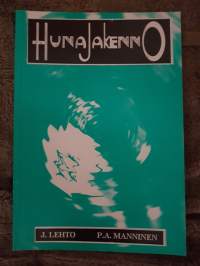 HUNAJAKENNO
J. LEHTO P.A. MANNINEN